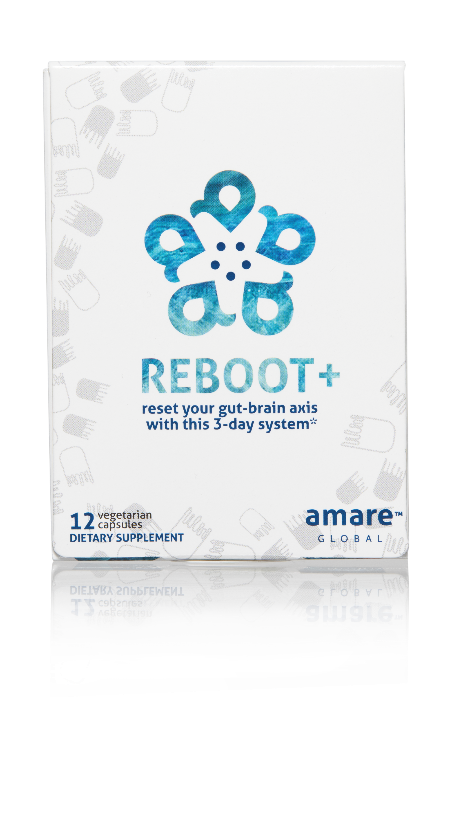 REBOOT+
reset your gut-brain axis
with this 3-day system*
12 vegetarian
capsules
DIETARY SUPPLEMENT
amare™
GLOBAL